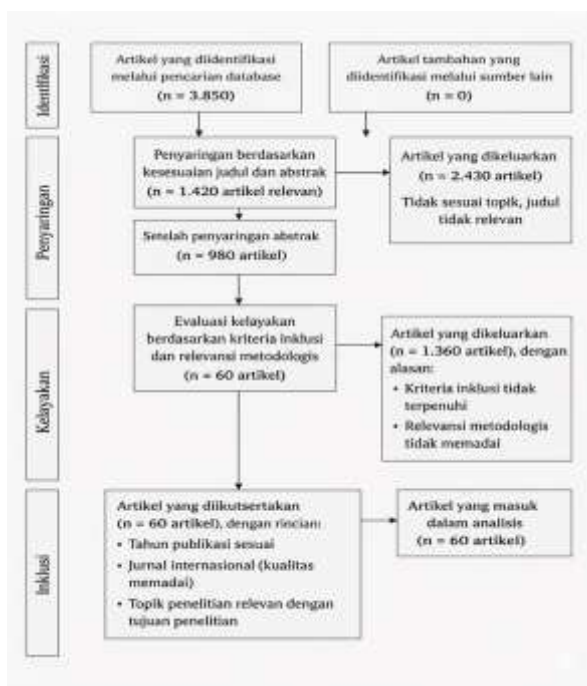 Identifikasi
Artikel yang diidentifikasi
melalui pencarian database
(n = 3.850)
Artikel tambahan yang
diidentifikasi melalui sumber lain
(n = 0)
Penyaringan
Penyaringan berdasarkan
kesesuaian judul dan abstrak
(n = 1.420 artikel relevan)
Artikel yang dikeluarkan
(n = 2.430 artikel)
Tidak sesuai topik, judul
tidak relevan
Setelah penyaringan abstrak
(n = 980 artikel)
Kelayakan
Evaluasi kelayakan
berdasarkan kriteria inklusi
dan relevansi metodologis
(n = 60 artikel)
Artikel yang dikeluarkan
(n = 1.360 artikel), dengan
alasan:
• Kriteria inklusi tidak
terpenuhi
• Relevansi metodologis
tidak memadai
Inklusi
Artikel yang diikutsertakan
(n = 60 artikel), dengan rincian:
• Tahun publikasi sesuai
• Jurnal internasional (kualitas
memadai)
• Topik penelitian relevan dengan
tujuan penelitian
Artikel yang masuk
dalam analisis
(n = 60 artikel)